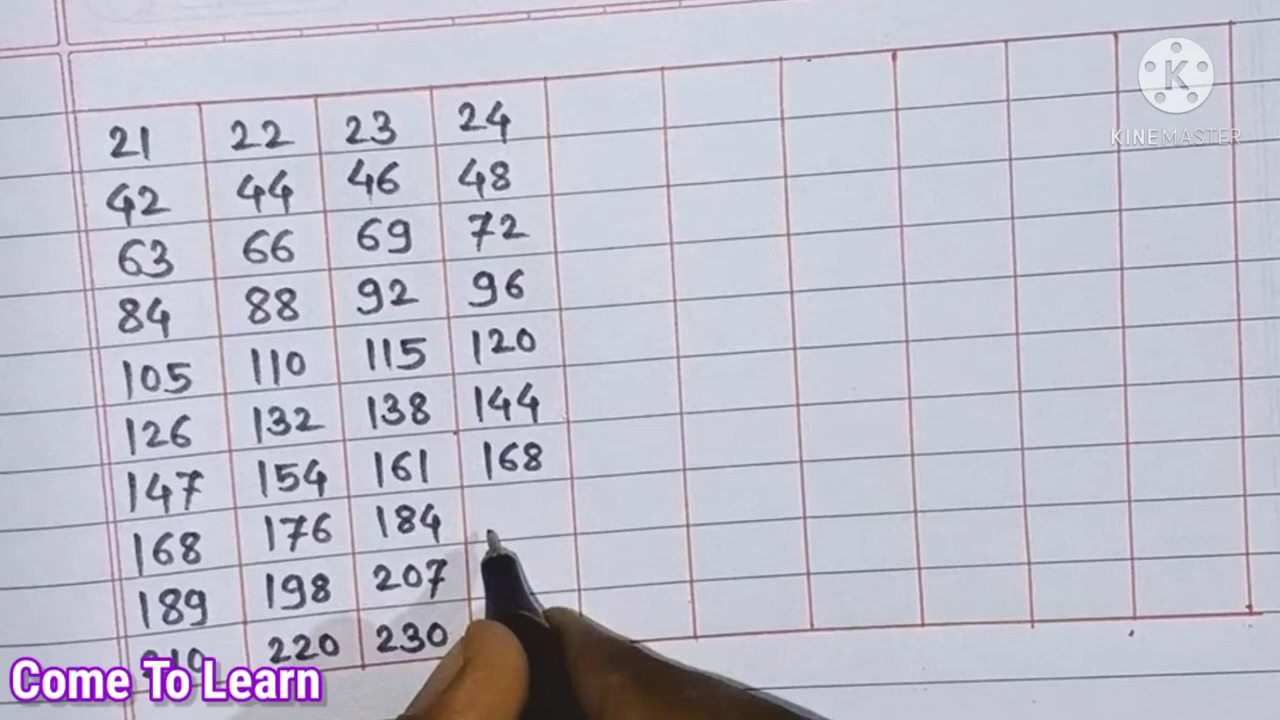 K
KINEMASTER
21 22 23 24
42 44 46 48
63 66 69 72
84 88 92 96
105 110 115 120
126 132 138 144
147 154 161 168
168 176 184
189 198 207
220 230
Come To Learn